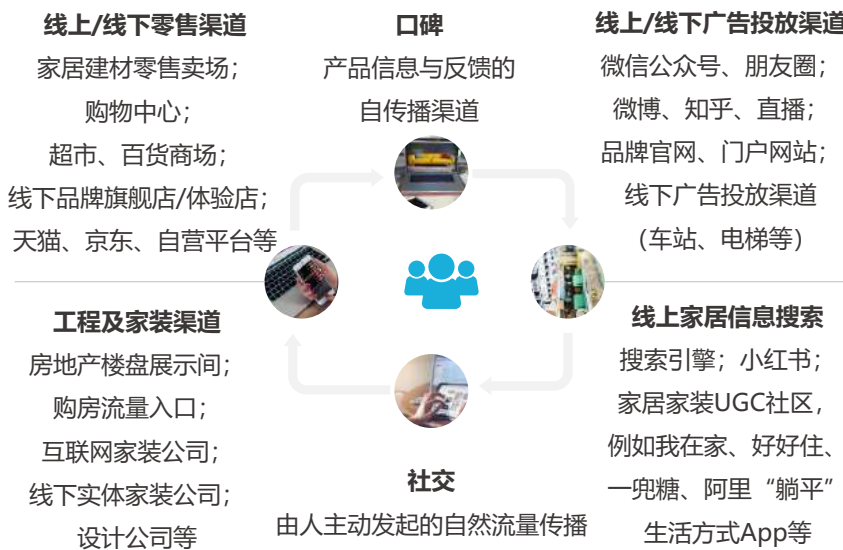 线上/线下零售渠道
家居建材零售卖场；
购物中心；
超市、百货商场；
线下品牌旗舰店/体验店；
天猫、京东、自营平台等
口碑
产品信息与反馈的
自传播渠道
线上/线下广告投放渠道
微信公众号、朋友圈；
微博、知乎、直播；
品牌官网、门户网站；
线下广告投放渠道
（车站、电梯等）
工程及家装渠道
房地产楼盘展示间；
购房流量入口；
互联网家装公司；
线下实体家装公司；
设计公司等
社交
由人主动发起的自然流量传播
线上家居信息搜索
搜索引擎；小红书；
家居家装UGC社区，
例如我在家、好好住、
一兜糖、阿里“躺平”
生活方式App等